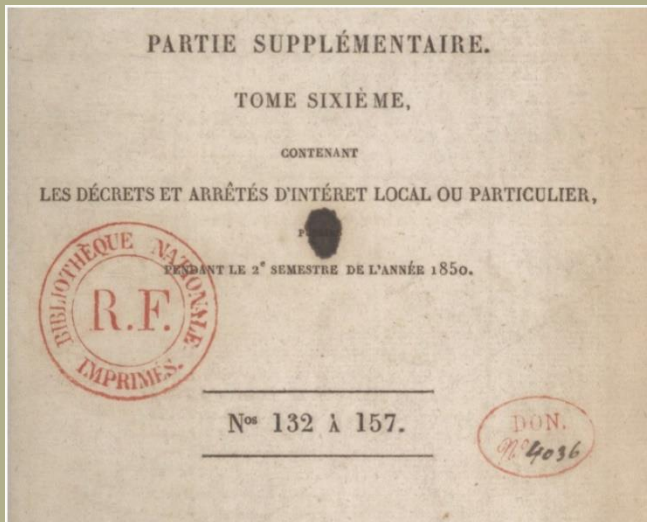 PARTIE SUPPLÉMENTAIRE.
TOME SIXIÈME,
CONTENANT
LES DÉCRETS ET ARRÊTÉS D'INTÉRET LOCAL OU PARTICULIER,
PENDANT LE 2e SEMESTRE DE L'ANNÉE 1850.
BIBLIOTHÈQUE NATIONALE
R.F.
IMPRIMÉS.
Nos 132 À 157.
DON.
No 4036